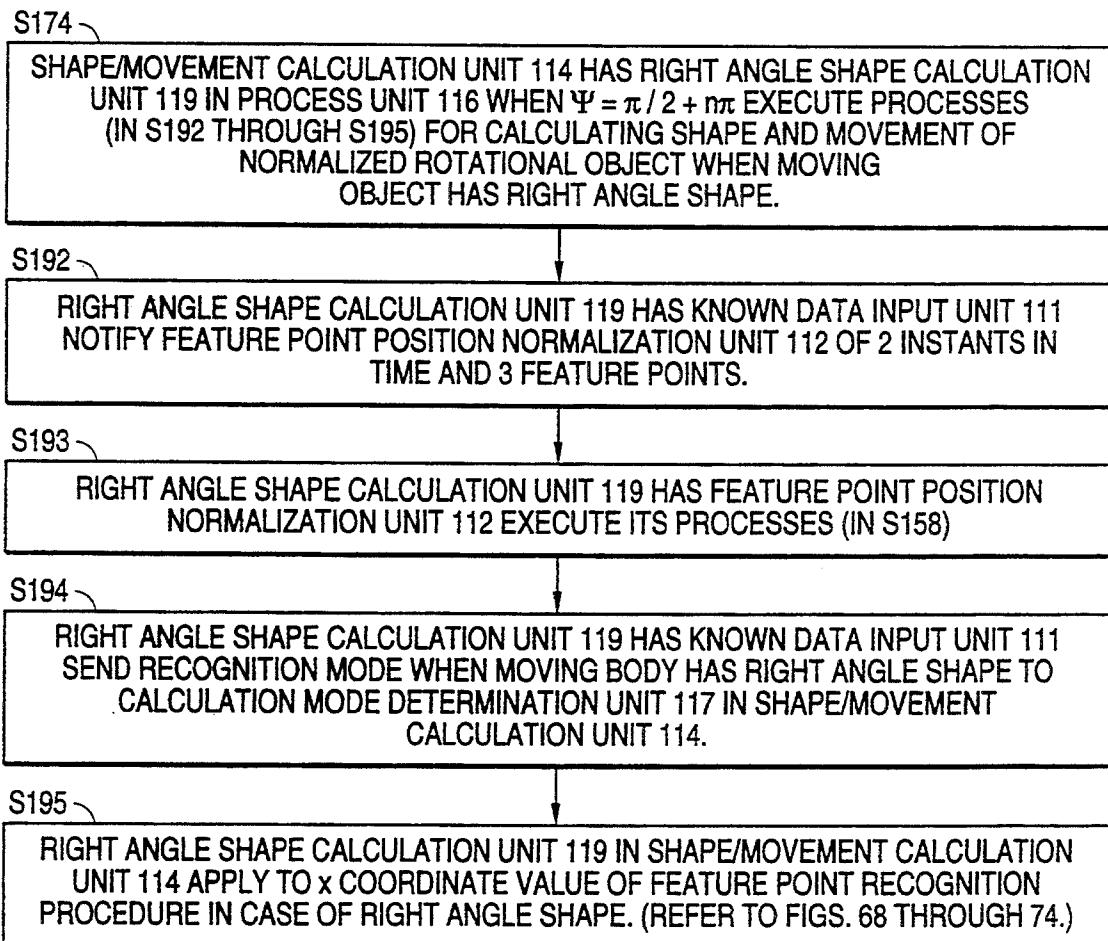 S174
SHAPE/MOVEMENT CALCULATION UNIT 114 HAS RIGHT ANGLE SHAPE CALCULATION
UNIT 119 IN PROCESS UNIT 116 WHEN Ψ = π / 2 + nπ EXECUTE PROCESSES
(IN S192 THROUGH S195) FOR CALCULATING SHAPE AND MOVEMENT OF
NORMALIZED ROTATIONAL OBJECT WHEN MOVING
OBJECT HAS RIGHT ANGLE SHAPE.
S192
RIGHT ANGLE SHAPE CALCULATION UNIT 119 HAS KNOWN DATA INPUT UNIT 111
NOTIFY FEATURE POINT POSITION NORMALIZATION UNIT 112 OF 2 INSTANTS IN
TIME AND 3 FEATURE POINTS.
S193
RIGHT ANGLE SHAPE CALCULATION UNIT 119 HAS FEATURE POINT POSITION
NORMALIZATION UNIT 112 EXECUTE ITS PROCESSES (IN S158)
S194
RIGHT ANGLE SHAPE CALCULATION UNIT 119 HAS KNOWN DATA INPUT UNIT 111
SEND RECOGNITION MODE WHEN MOVING BODY HAS RIGHT ANGLE SHAPE TO
CALCULATION MODE DETERMINATION UNIT 117 IN SHAPE/MOVEMENT
CALCULATION UNIT 114.
S195
RIGHT ANGLE SHAPE CALCULATION UNIT 119 IN SHAPE/MOVEMENT CALCULATION
UNIT 114 APPLY TO x COORDINATE VALUE OF FEATURE POINT RECOGNITION
PROCEDURE IN CASE OF RIGHT ANGLE SHAPE. (REFER TO FIGS. 68 THROUGH 74.)